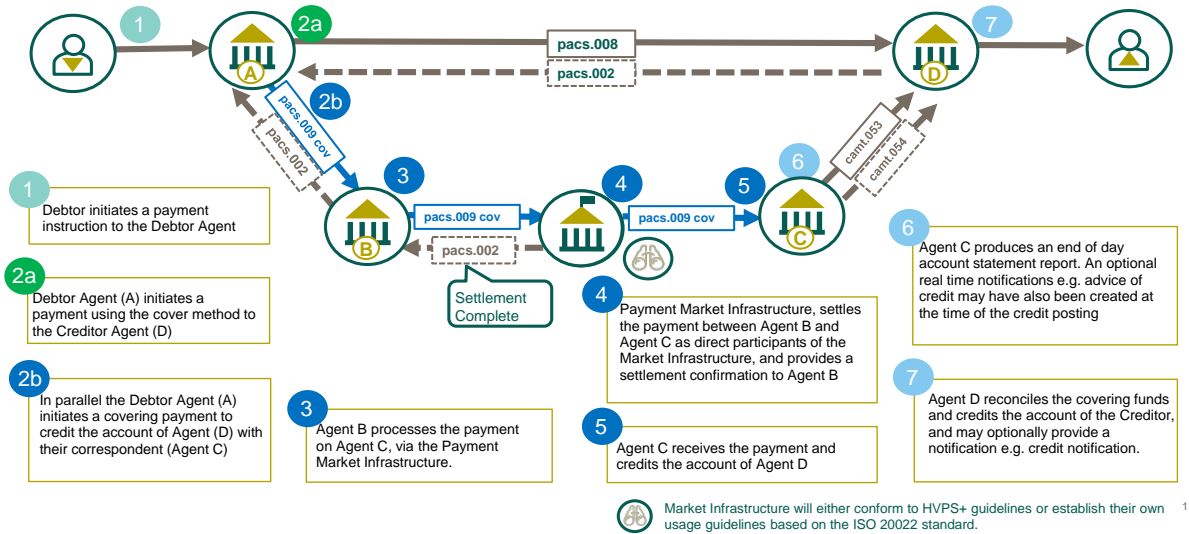 1
2a
pacs.008
7
pacs.002
A
D
2b
pacs.009 cov
pacs.002
camt.053
camt.054
3
4
5
6
pacs.009 cov
pacs.009 cov
B
C
pacs.002
Settlement
Complete
1
Debtor initiates a payment
instruction to the Debtor Agent
2a
Debtor Agent (A) initiates a
payment using the cover method to
the Creditor Agent (D)
2b
In parallel the Debtor Agent (A)
initiates a covering payment to
credit the account of Agent (D) with
their correspondent (Agent C)
3
Agent B processes the payment
on Agent C, via the Payment
Market Infrastructure.
4
Payment Market Infrastructure, settles
the payment between Agent B and
Agent C as direct participants of the
Market Infrastructure, and provides a
settlement confirmation to Agent B
5
Agent C receives the payment and
credits the account of Agent D
6
Agent C produces an end of day
account statement report. An optional
real time notifications e.g. advice of
credit may have also been created at
the time of the credit posting
7
Agent D reconciles the covering funds
and credits the account of the Creditor,
and may optionally provide a
notification e.g. credit notification.
Market Infrastructure will either conform to HVPS+ guidelines or establish their own
usage guidelines based on the ISO 20022 standard.
1